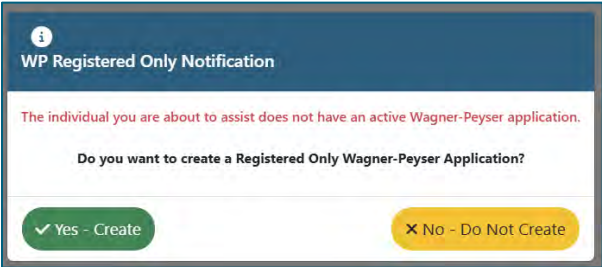 WP Registered Only Notification
The individual you are about to assist does not have an active Wagner-Peyser application.
Do you want to create a Registered Only Wagner-Peyser Application?
Yes - Create
No - Do Not Create